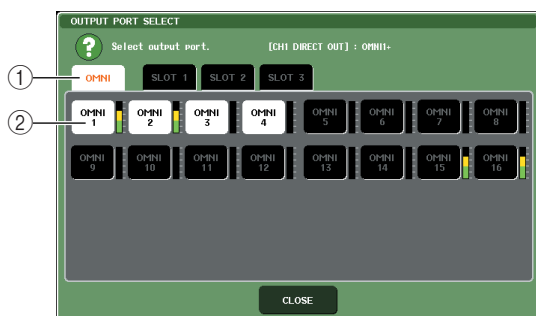 OUTPUT PORT SELECT
? Select output port. [CH1 DIRECT OUT] : OMNI1+
1 OMNI SLOT 1 SLOT 2 SLOT 3
2 OMNI 1 OMNI 2 OMNI 3 OMNI 4 OMNI 5 OMNI 6 OMNI 7 OMNI 8
OMNI 9 OMNI 10 OMNI 11 OMNI 12 OMNI 13 OMNI 14 OMNI 15 OMNI 16
CLOSE